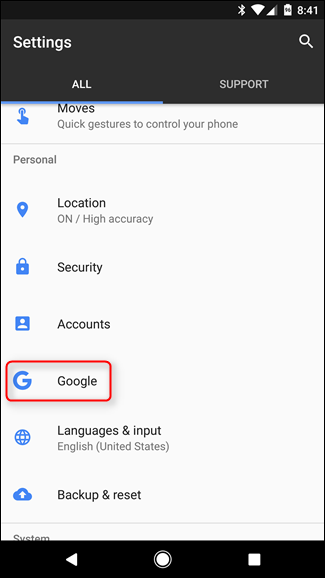 8:41
Settings
ALL
SUPPORT
Moves
Quick gestures to control your phone
Personal
Location
ON / High accuracy
Security
Accounts
Google
Languages & input
English (United States)
Backup & reset
System